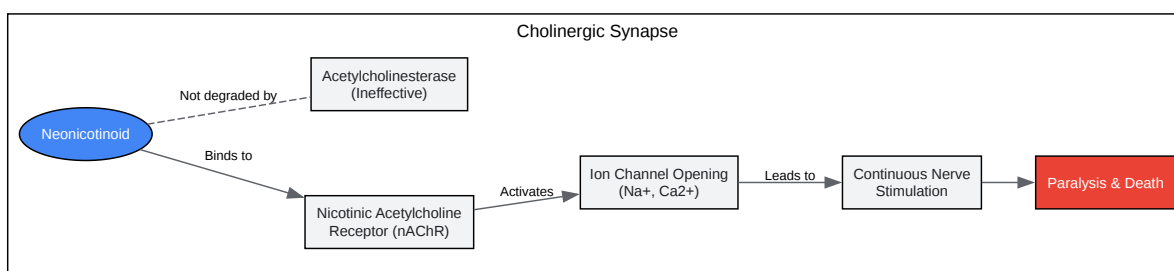 Cholinergic Synapse
Acetylcholinesterase
(Ineffective)
Not degraded by
Neonicotinoid
Binds to
Nicotinic Acetylcholine
Receptor (nAChR)
Activates
Ion Channel Opening
(Na+, Ca2+)
Leads to
Continuous Nerve
Stimulation
Paralysis & Death